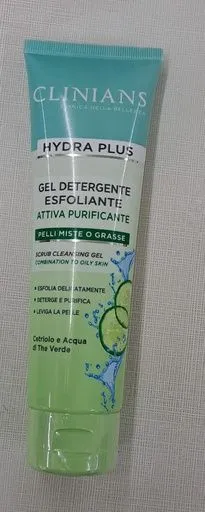 CLINIANS
HYDRA PLUS
GEL DETERGENTE
ESFOLIANTE
ATTIVA PURIFICANTE
PELLI MISTE O GRASSE
SCRUB CLEANSING GEL
COMBINATION TO OILY SKIN
• ESFOLIA DELICATAMENTE
• DETERGE E PURIFICA
• LEVIGA LA PELLE
Cetriolo e Acqua
di The Verde